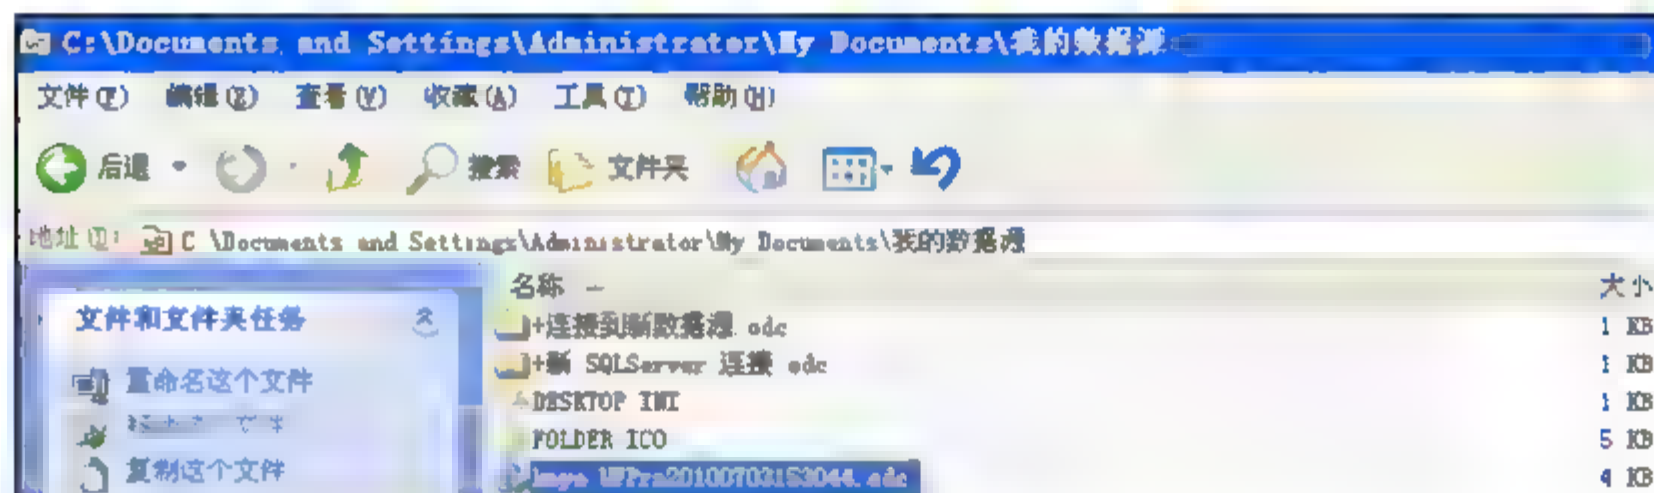 C:\Documents and Settings\Administrator\My Documents\我的数据源
文件(F) 编辑(E) 查看(V) 收藏(A) 工具(T) 帮助(H)
后退 搜索 文件夹
地址(D): C:\Documents and Settings\Administrator\My Documents\我的数据源
名称 大小
文件和文件夹任务
+连接到新数据源.odc 1 KB
+新 SQLServer 连接.odc 1 KB
重命名这个文件
DESKTOP.INI 1 KB
FOLDER.ICO 5 KB
复制这个文件
4 KB